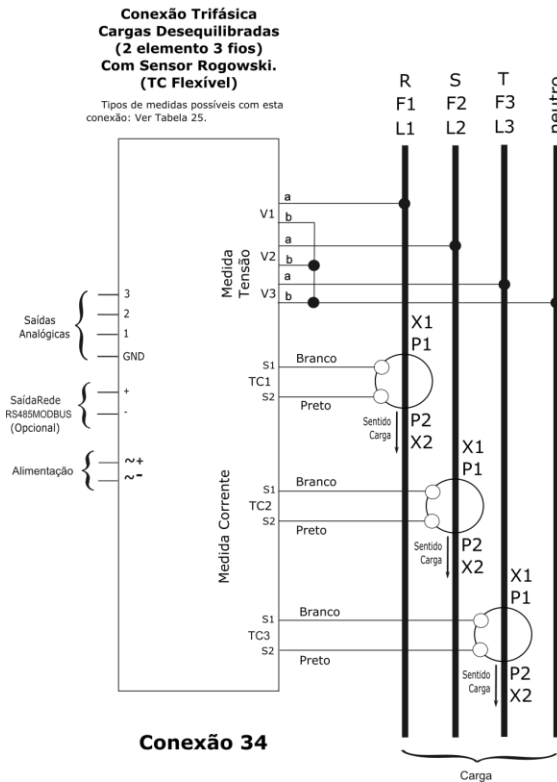 Conexão Trifásica
Cargas Desequilibradas
(2 elemento 3 fios)
Com Sensor Rogowski.
(TC Flexível)
Tipos de medidas possíveis com esta
conexão: Ver Tabela 25.
R S T
F1 F2 F3
L1 L2 L3
neutro
a
V1
b
a
V2
b
a
V3
b
Medida
Tensão
3
2
1
GND
Saídas
Analógicas
+
-
SaídaRede
RS485MODBUS
(Opcional)
~+
~-
Alimentação
Medida Corrente
S1 Branco
TC1
S2 Preto
X1
P1
P2
X2
Sentido
Carga
S1 Branco
TC2
S2 Preto
X1
P1
P2
X2
Sentido
Carga
S1 Branco
TC3
S2 Preto
X1
P1
P2
X2
Sentido
Carga
Conexão 34
Carga